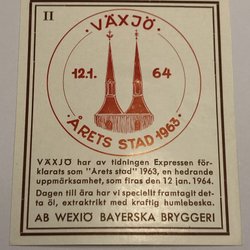 II
VÄXJÖ
12.1. 64
ÅRETS STAD 1963
VÄXJÖ har av tidningen Expressen för-
klarats som "Årets stad" 1963, en hedrande
uppmärksamhet, som firas den 12 jan. 1964.
Dagen till ära har vi speciellt framtagit det-
ta öl, extraktrikt med kraftig humlebeska.
AB WEXIÖ BAYERSKA BRYGGERI